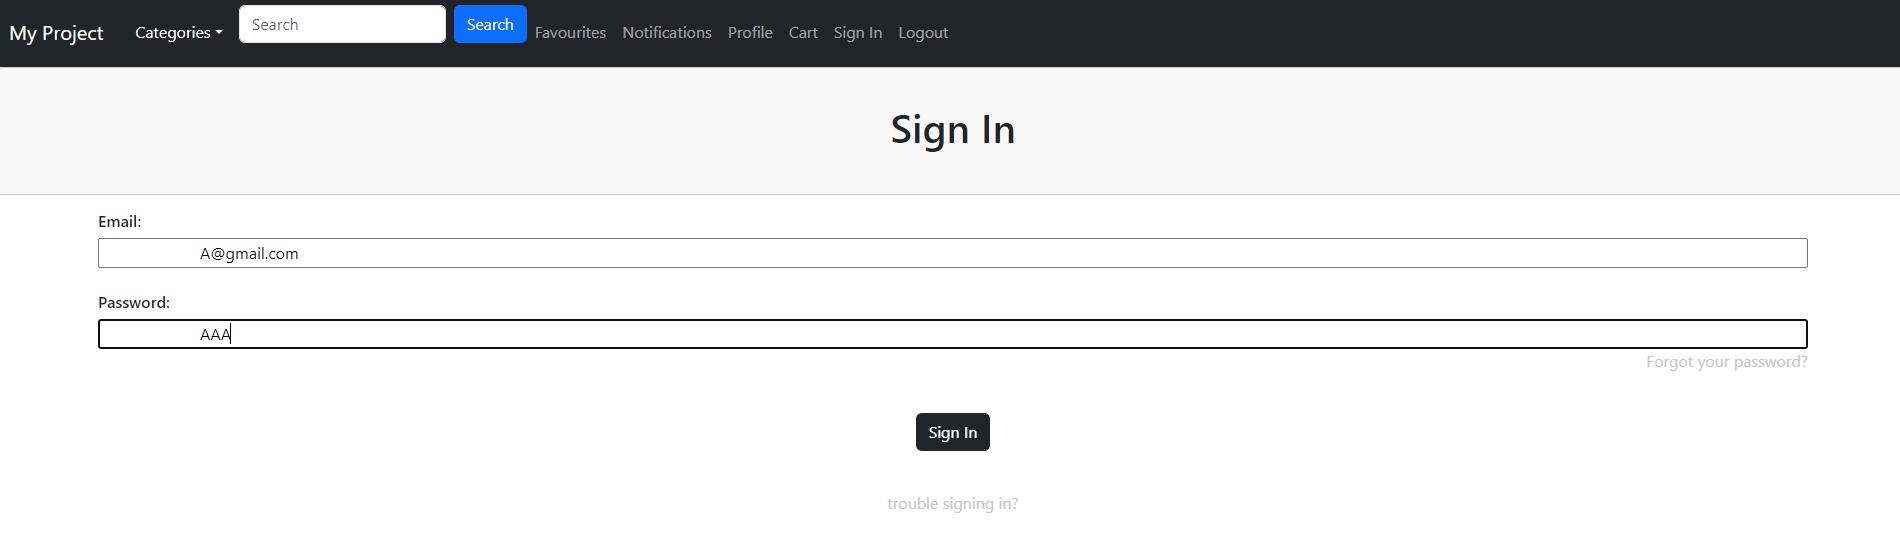 My Project Categories Search Search Favourites Notifications Profile Cart Sign In Logout
Sign In
Email:
A@gmail.com
Password:
AAA
Forgot your password?
Sign In
trouble signing in?